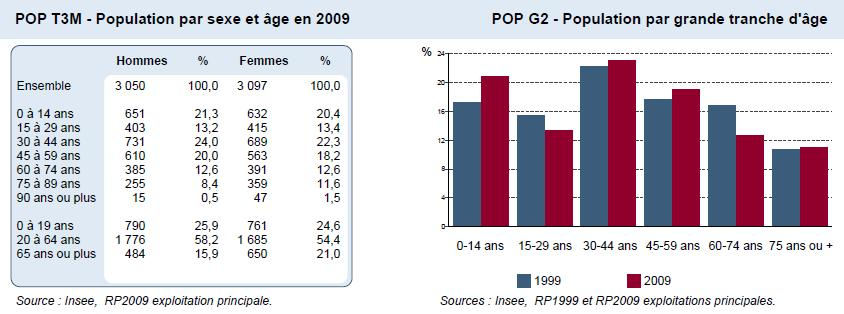 POP T3M - Population par sexe et âge en 2009
Hommes % Femmes %
Ensemble 3 050 100,0 3 097 100,0
0 à 14 ans 651 21,3 632 20,4
15 à 29 ans 403 13,2 415 13,4
30 à 44 ans 731 24,0 689 22,3
45 à 59 ans 610 20,0 563 18,2
60 à 74 ans 385 12,6 391 12,6
75 à 89 ans 255 8,4 359 11,6
90 ans ou plus 15 0,5 47 1,5
0 à 19 ans 790 25,9 761 24,6
20 à 64 ans 1 776 58,2 1 685 54,4
65 ans ou plus 484 15,9 650 21,0
Source : Insee, RP2009 exploitation principale.
POP G2 - Population par grande tranche d'âge
%
24
20
16
12
8
4
0
0-14 ans 15-29 ans 30-44 ans 45-59 ans 60-74 ans 75 ans ou +
1999 2009
Sources : Insee, RP1999 et RP2009 exploitations principales.